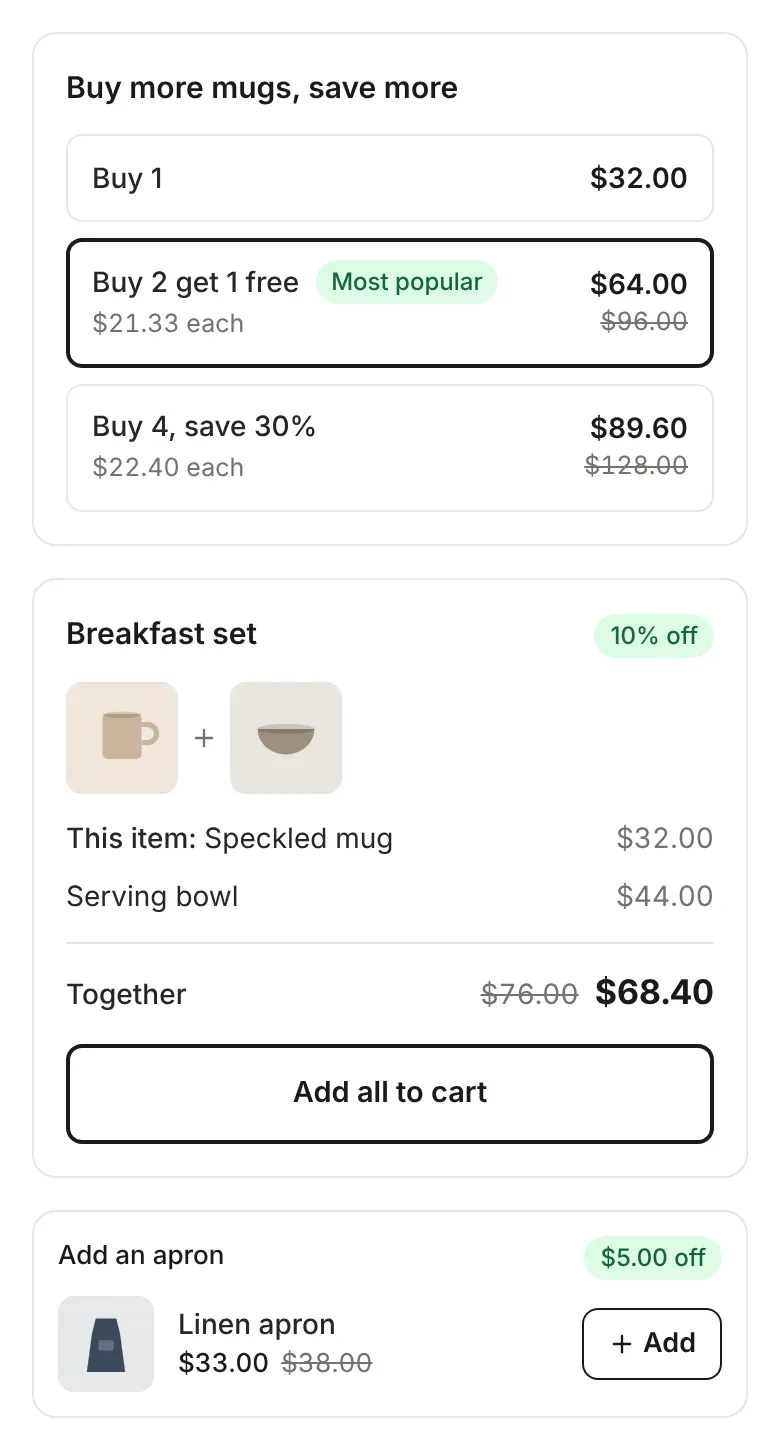 Buy more mugs, save more
Buy 1 $32.00
Buy 2 get 1 free Most popular $64.00
$21.33 each $96.00
Buy 4, save 30% $89.60
$22.40 each $128.00
Breakfast set 10% off
+
This item: Speckled mug $32.00
Serving bowl $44.00
Together $76.00 $68.40
Add all to cart
Add an apron $5.00 off
Linen apron
$33.00 $38.00
+ Add